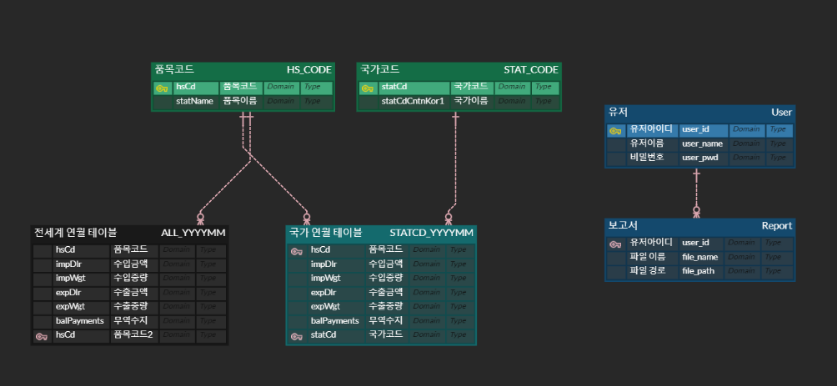 품목코드 HS_CODE
hsCd 품목코드 Domain Type
statName 품목이름 Domain Type
국가코드 STAT_CODE
statCd 국가코드 Domain Type
statCdCntnKor1 국가이름 Domain Type
유저 User
유저아이디 user_id Domain Type
유저이름 user_name Domain Type
비밀번호 user_pwd Domain Type
전세계 연월 테이블 ALL_YYYYMM
hsCd 품목코드 Domain Type
impDlr 수입금액 Domain Type
impWgt 수입중량 Domain Type
expDlr 수출금액 Domain Type
expWgt 수출중량 Domain Type
balPayments 무역수지 Domain Type
hsCd 품목코드2 Domain Type
국가 연월 테이블 STATCD_YYYYMM
hsCd 품목코드 Domain Type
impDlr 수입금액 Domain Type
impWgt 수입중량 Domain Type
expDlr 수출금액 Domain Type
expWgt 수출중량 Domain Type
balPayments 무역수지 Domain Type
statCd 국가코드 Domain Type
보고서 Report
유저아이디 user_id Domain Type
파일 이름 file_name Domain Type
파일 경로 file_path Domain Type